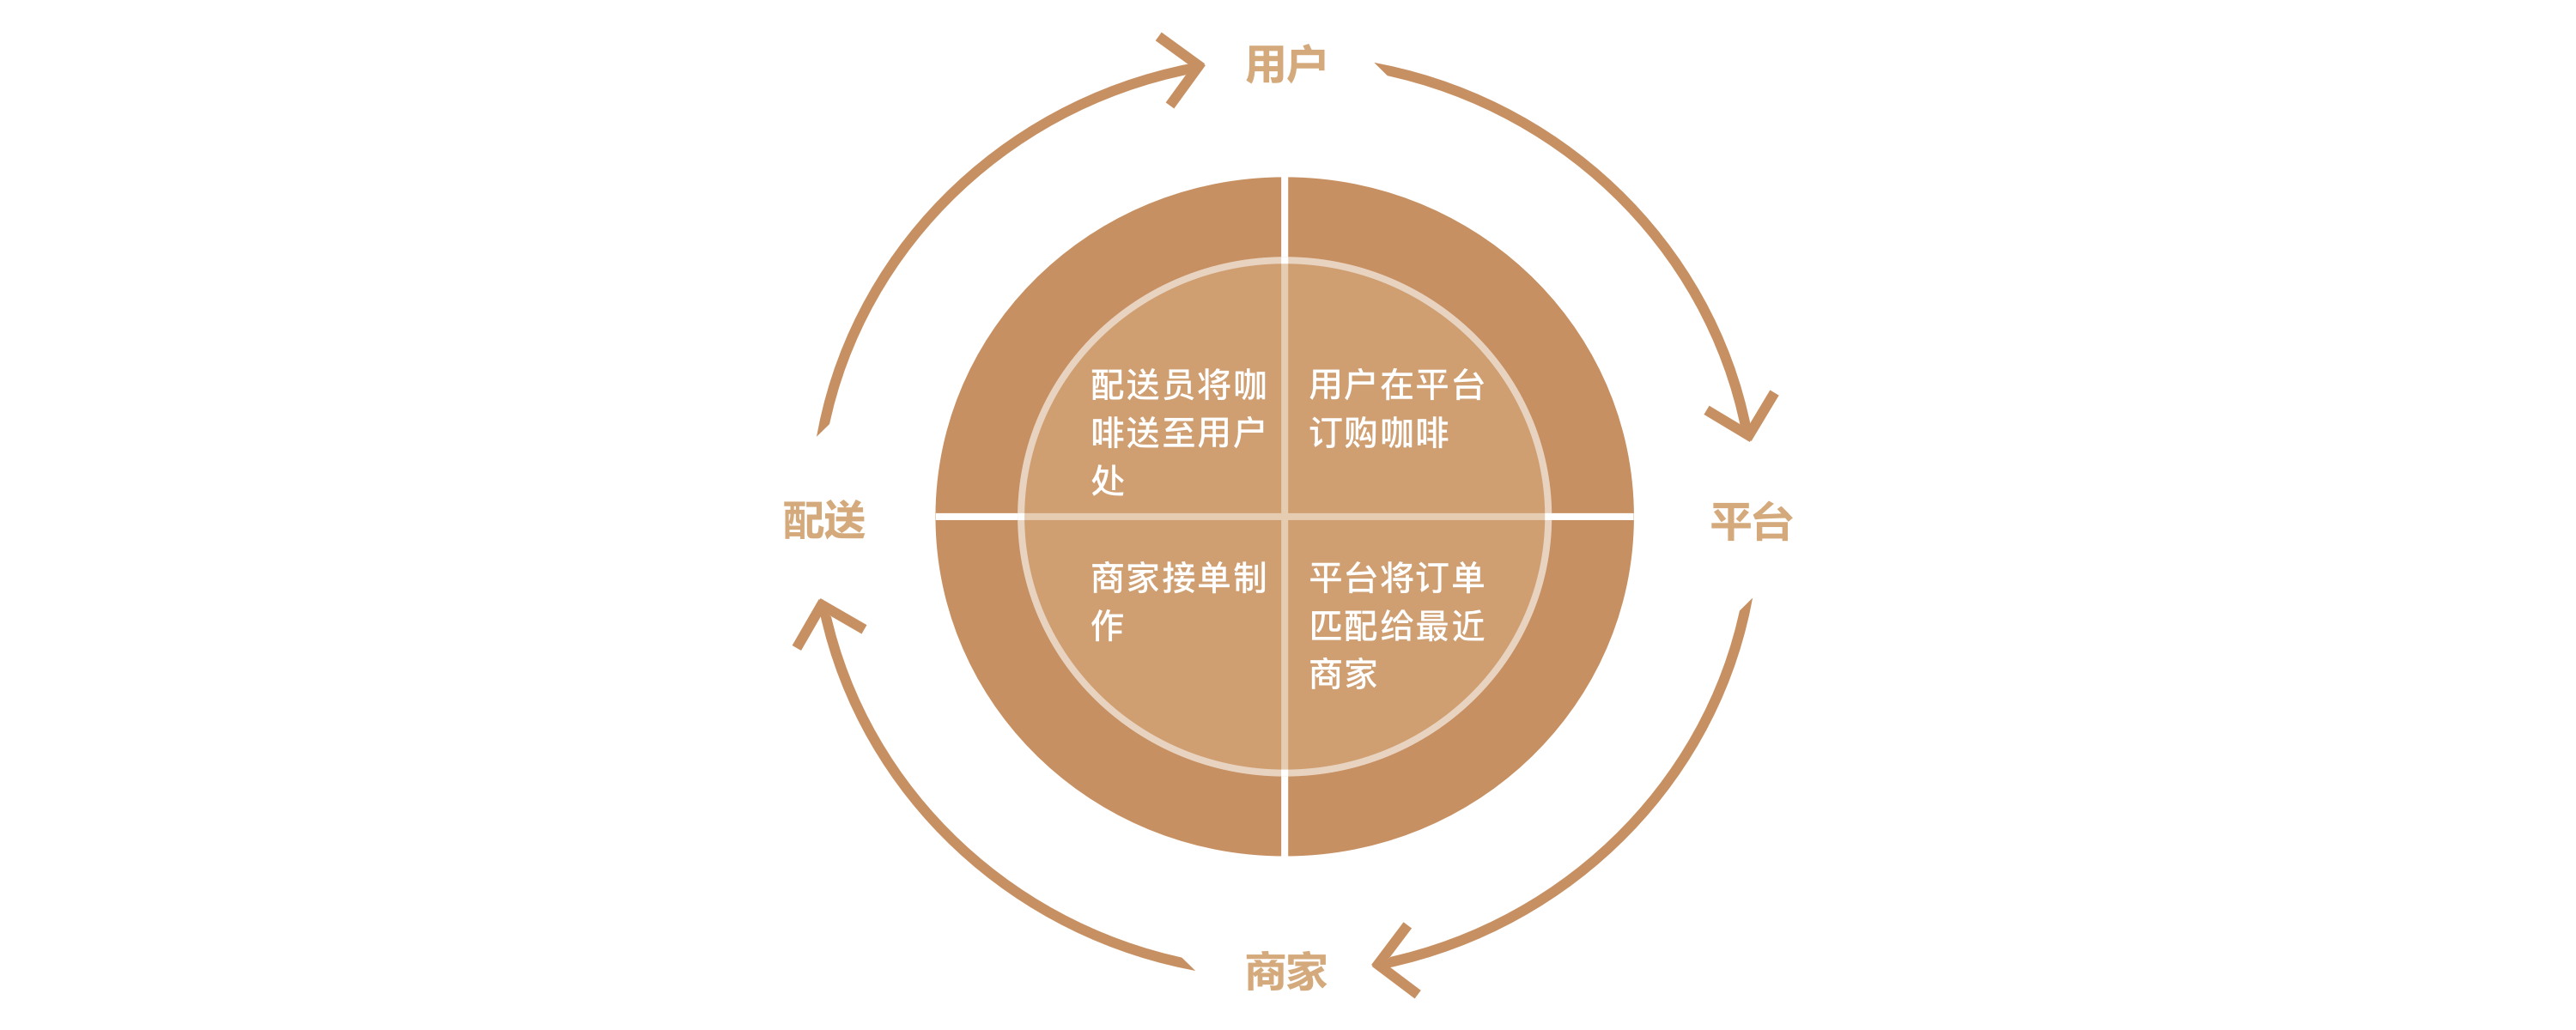 用户
配送员将咖
啡送至用户
处
用户在平台
订购咖啡
配送
平台
商家接单制
作
平台将订单
匹配给最近
商家
商家